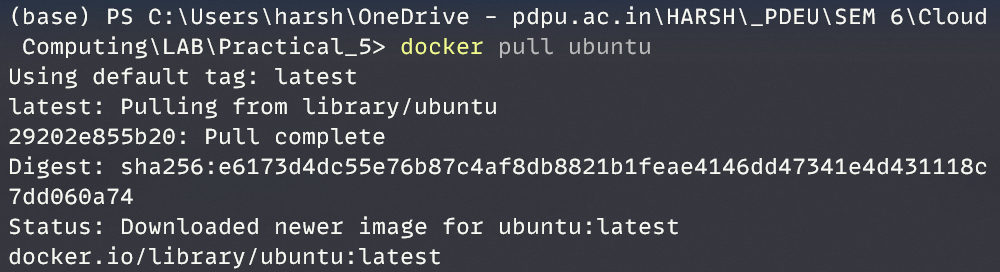 (base) PS C:\Users\harsh\OneDrive - pdpu.ac.in\HARSH\_PDEU\SEM 6\Cloud
Computing\LAB\Practical_5> docker pull ubuntu
Using default tag: latest
latest: Pulling from library/ubuntu
29202e855b20: Pull complete
Digest: sha256:e6173d4dc55e76b87c4af8db8821b1feae4146dd47341e4d431118c
7dd060a74
Status: Downloaded newer image for ubuntu:latest
docker.io/library/ubuntu:latest